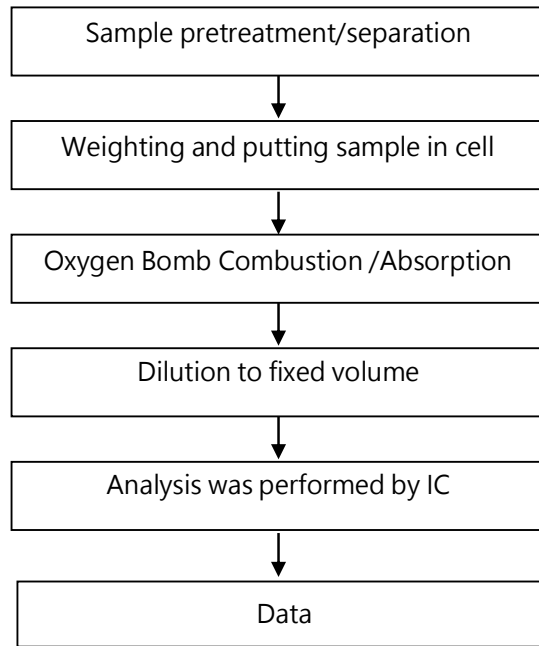 Sample pretreatment/separation
Weighting and putting sample in cell
Oxygen Bomb Combustion /Absorption
Dilution to fixed volume
Analysis was performed by IC
Data